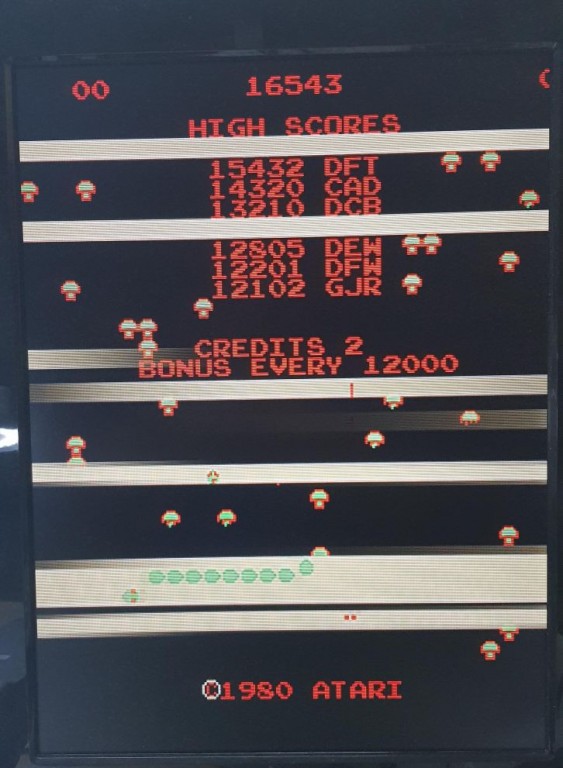 00 16543
HIGH SCORES
15432 DFT
14320 CAD
13210 DCB
12805 DEW
12201 DFW
12102 GJR
CREDITS 2
BONUS EVERY 12000
©1980 ATARI